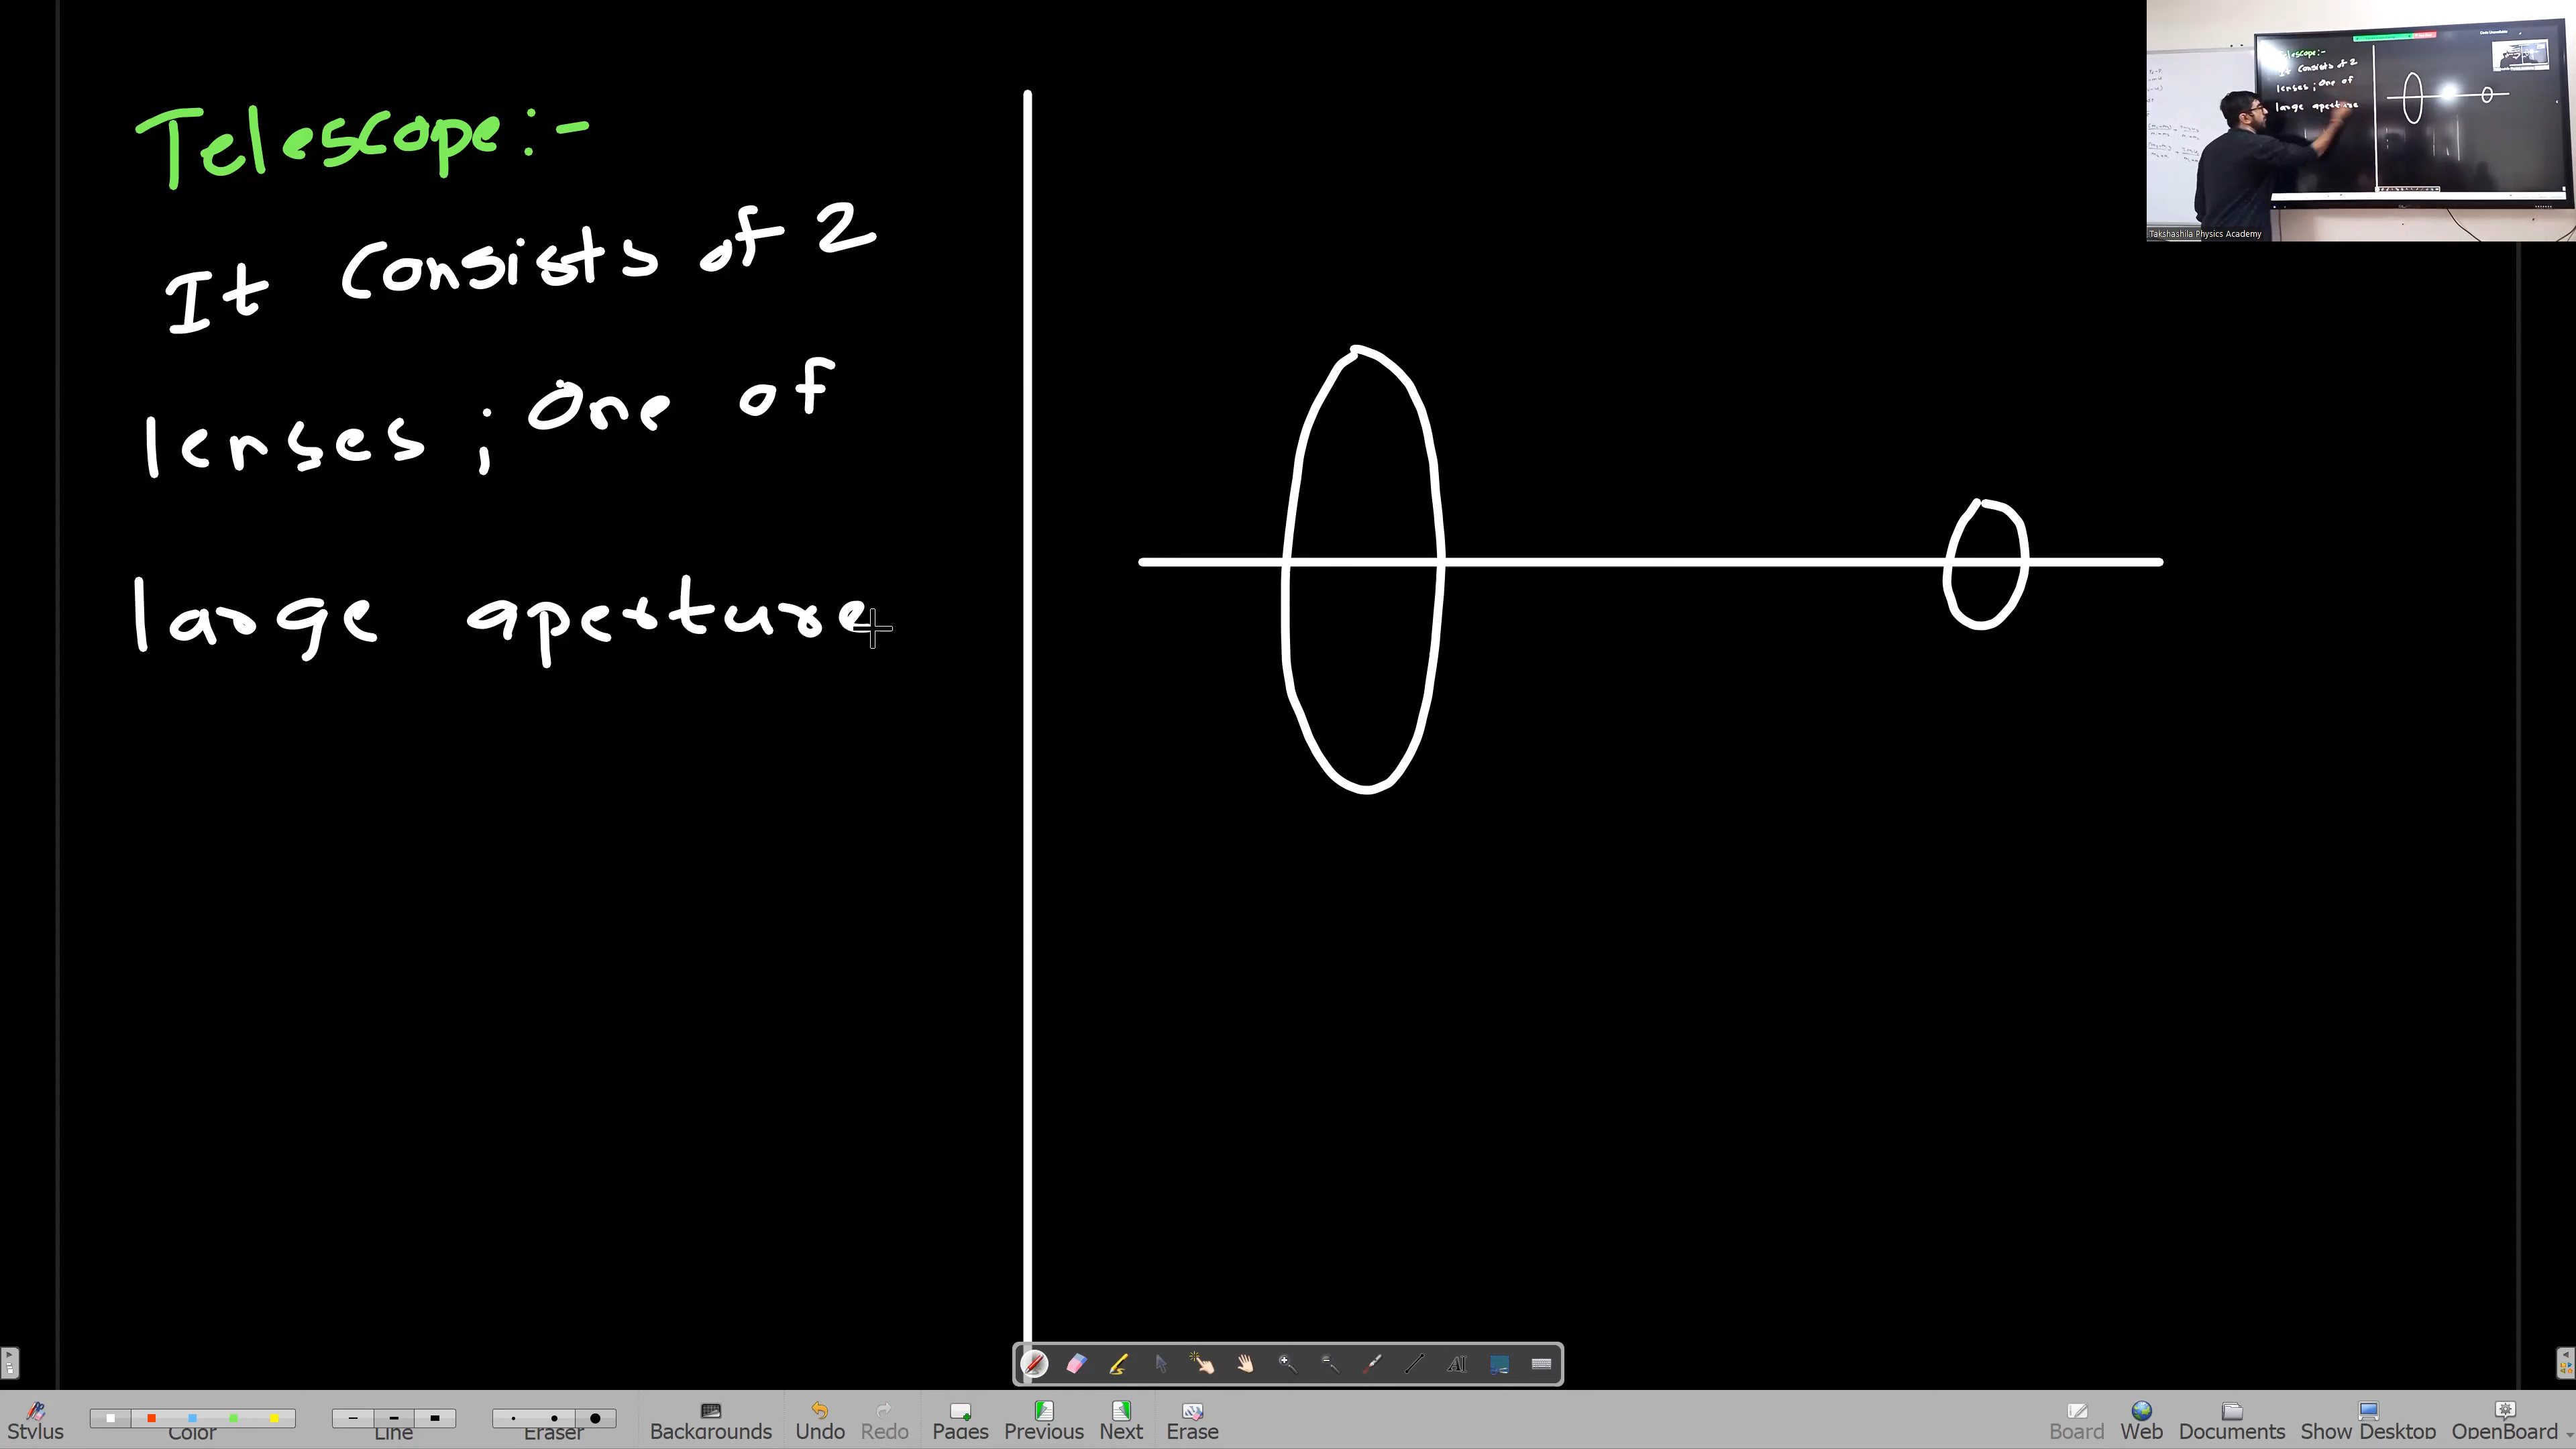 Telescope:-
It Consists of 2
lenses ; One of
large aperture
Takshashila Physics Academy
Stylus
Color
Line
Eraser
Backgrounds
Undo
Redo
Pages
Previous
Next
Erase
Board
Web
Documents
Show Desktop
OpenBoard